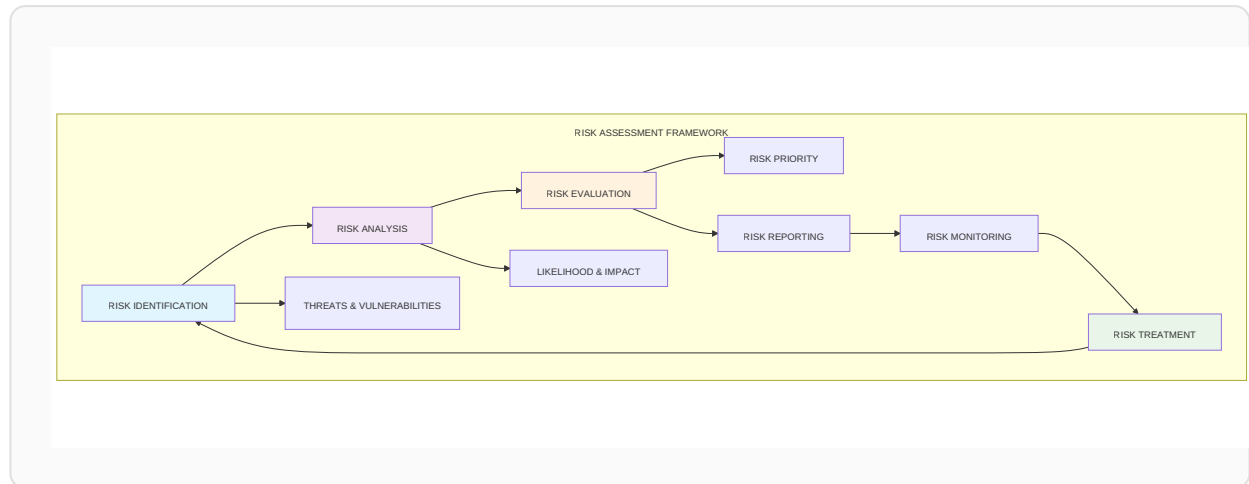 RISK ASSESSMENT FRAMEWORK
RISK PRIORITY
RISK EVALUATION
RISK ANALYSIS
RISK REPORTING
RISK MONITORING
LIKELIHOOD & IMPACT
RISK IDENTIFICATION
THREATS & VULNERABILITIES
RISK TREATMENT